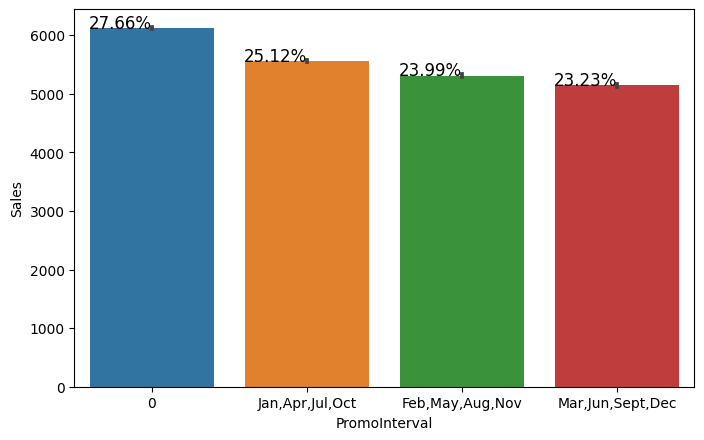 27.66%
25.12%
23.99%
23.23%
6000
5000
4000
3000
2000
1000
0
Sales
0
Jan,Apr,Jul,Oct
Feb,May,Aug,Nov
Mar,Jun,Sept,Dec
PromoInterval